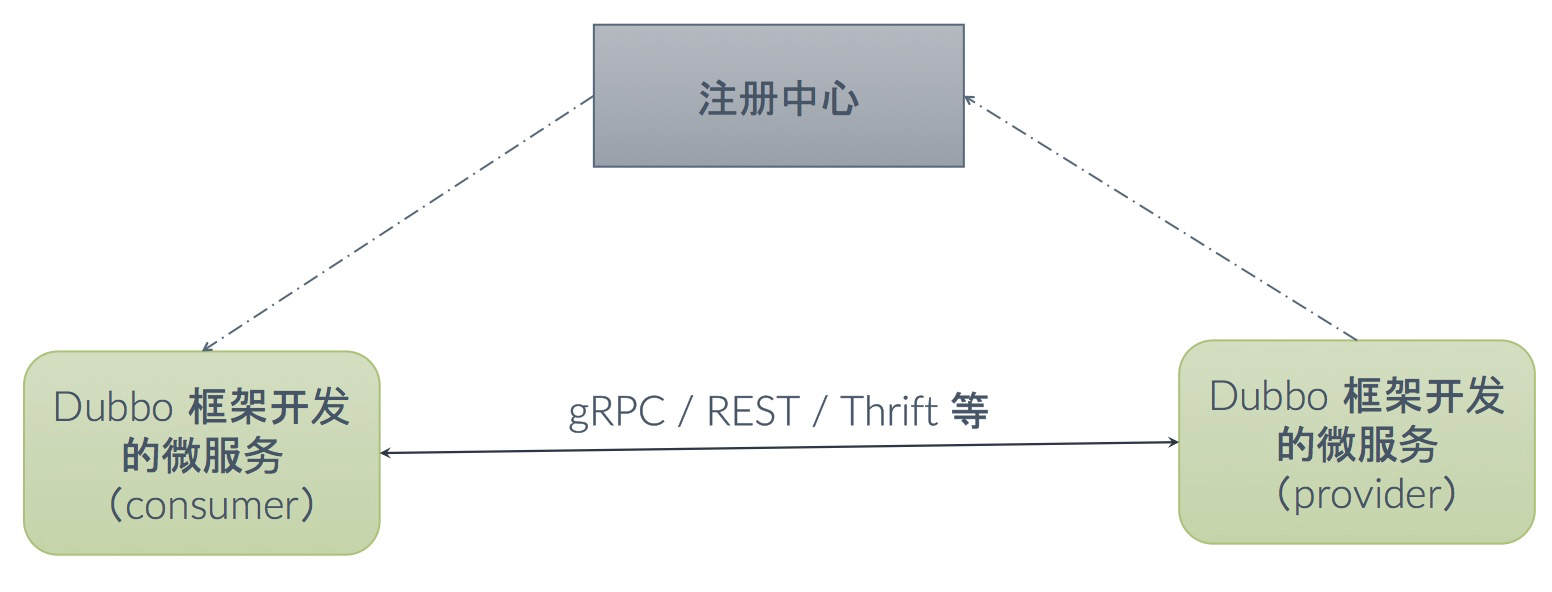 注册中心
gRPC / REST / Thrift 等
Dubbo 框架开发
的微服务
（consumer）
Dubbo 框架开发
的微服务
（provider）